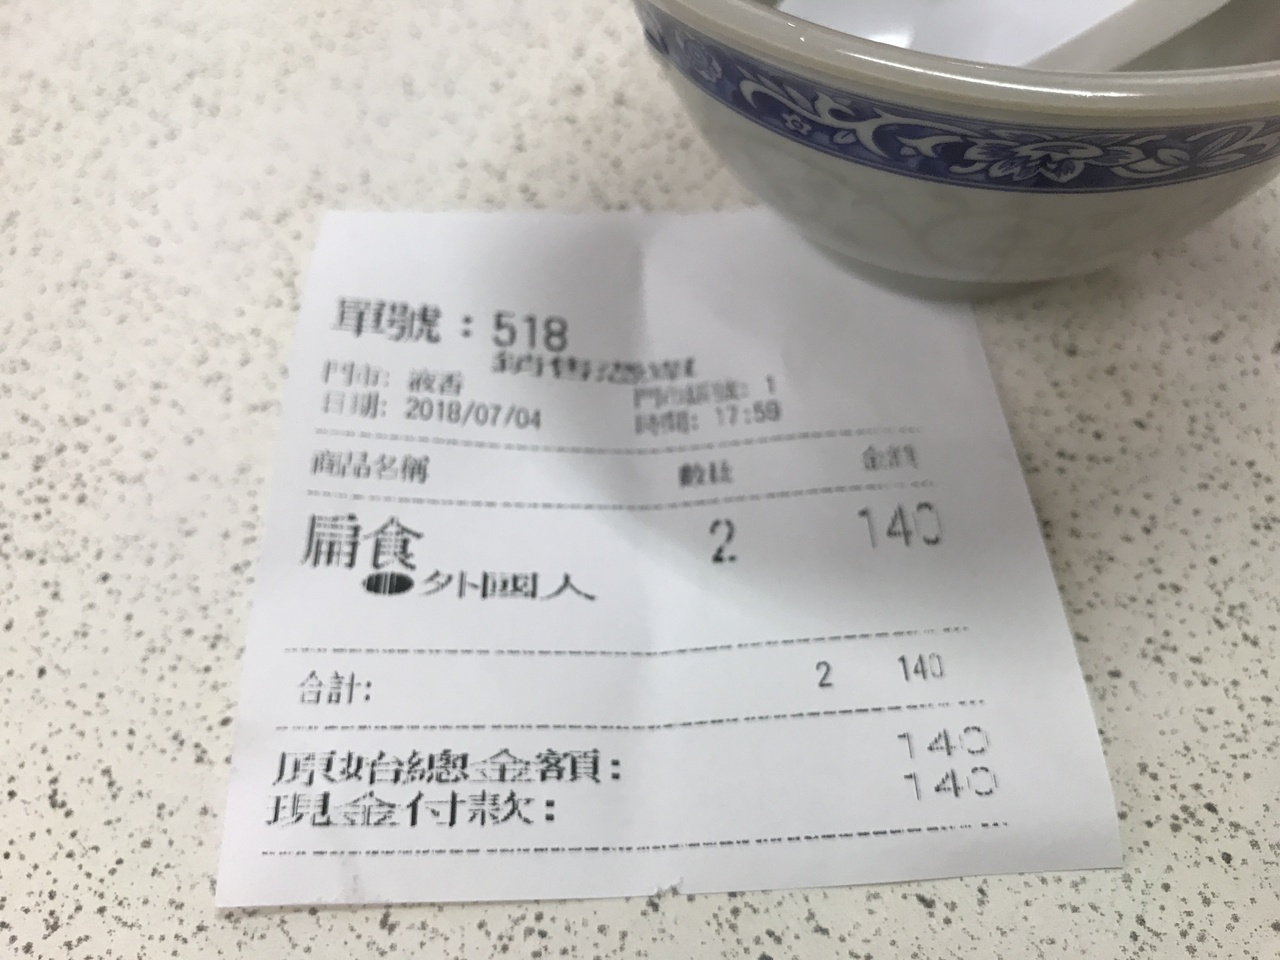 單號：518
銷售憑單
門市: 液香 門市編號: 1
日期: 2018/07/04 時間: 17:59
商品名稱 數量 金額
扁食 2 140
外國人
合計: 2 140
原始總金額: 140
現金付款: 140